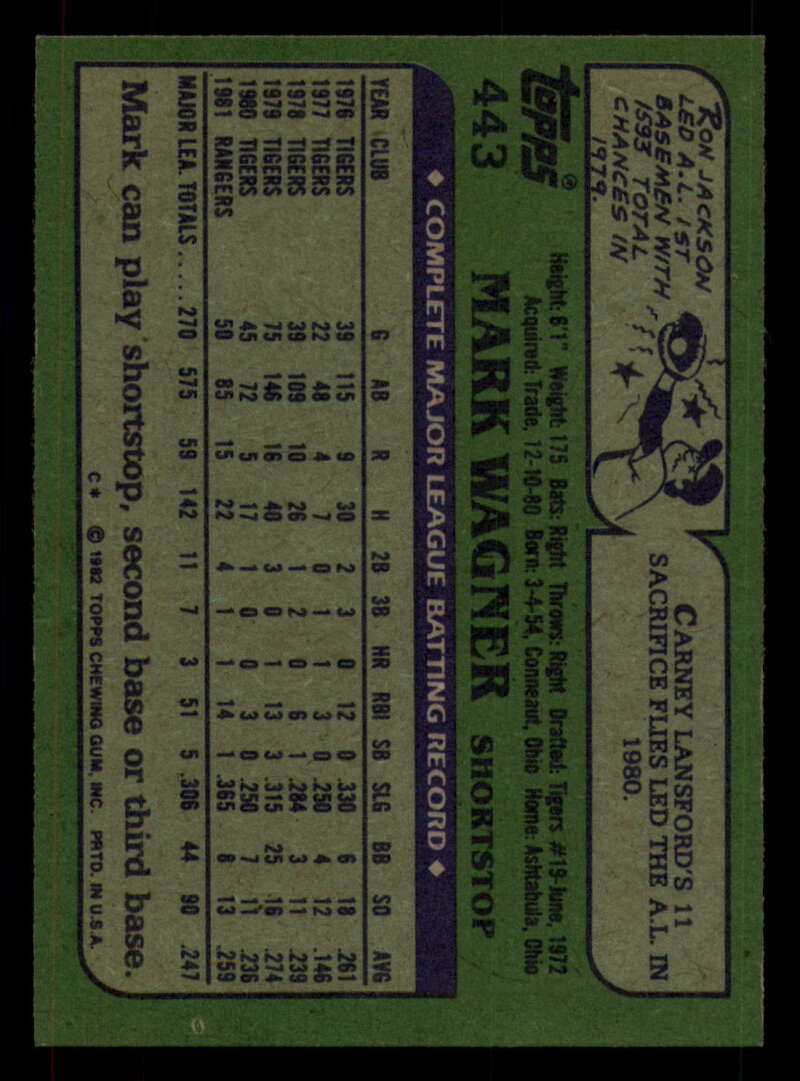 RON JACKSON
LED A.L. 1ST
BASEMEN WITH
1593 TOTAL
CHANCES IN
1979.
CARNEY LANSFORD'S 11
SACRIFICE FLIES LED THE A.L. IN
1980.
topps®
443
Height: 6'1" Weight: 175 Bats: Right Throws: Right Drafted: Tigers #19-June, 1972
Acquired: Trade, 12-10-80 Born: 3-4-54, Conneaut, Ohio Home: Ashtabula, Ohio
MARK WAGNER SHORTSTOP
◆ COMPLETE MAJOR LEAGUE BATTING RECORD ◆
YEAR CLUB G AB R H 2B 3B HR RBI SB SLG BB SO AVG
1976 TIGERS 39 115 9 30 2 3 0 12 0 .330 6 18 .261
1977 TIGERS 22 48 4 7 0 1 1 3 0 .250 4 12 .146
1978 TIGERS 39 109 10 26 1 2 0 6 1 .284 3 11 .239
1979 TIGERS 75 146 16 40 3 0 1 13 3 .315 25 16 .274
1980 TIGERS 45 72 5 17 1 0 0 3 0 .250 7 11 .236
1981 RANGERS 50 85 15 22 4 1 1 14 1 .365 8 13 .259
MAJOR LEA. TOTALS..... 270 575 59 142 11 7 3 51 5 .306 44 90 .247
Mark can play shortstop, second base or third base.
C* © 1982 TOPPS CHEWING GUM, INC. PRTD. IN U.S.A.